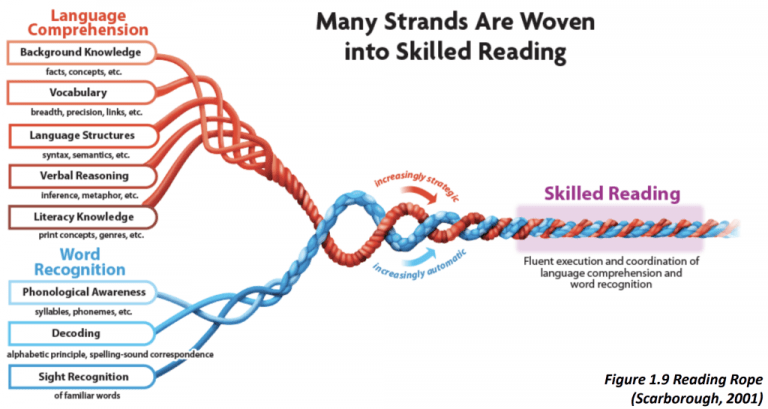 Many Strands Are Woven
into Skilled Reading
Language
Comprehension
Background Knowledge
facts, concepts, etc.
Vocabulary
breadth, precision, links, etc.
Language Structures
syntax, semantics, etc.
Verbal Reasoning
inference, metaphor, etc.
Literacy Knowledge
print concepts, genres, etc.
Word
Recognition
Phonological Awareness
syllables, phonemes, etc.
Decoding
alphabetic principle, spelling-sound correspondence
Sight Recognition
of familiar words
increasingly strategic
increasingly automatic
Skilled Reading
Fluent execution and coordination of
language comprehension and
word recognition
Figure 1.9 Reading Rope
(Scarborough, 2001)